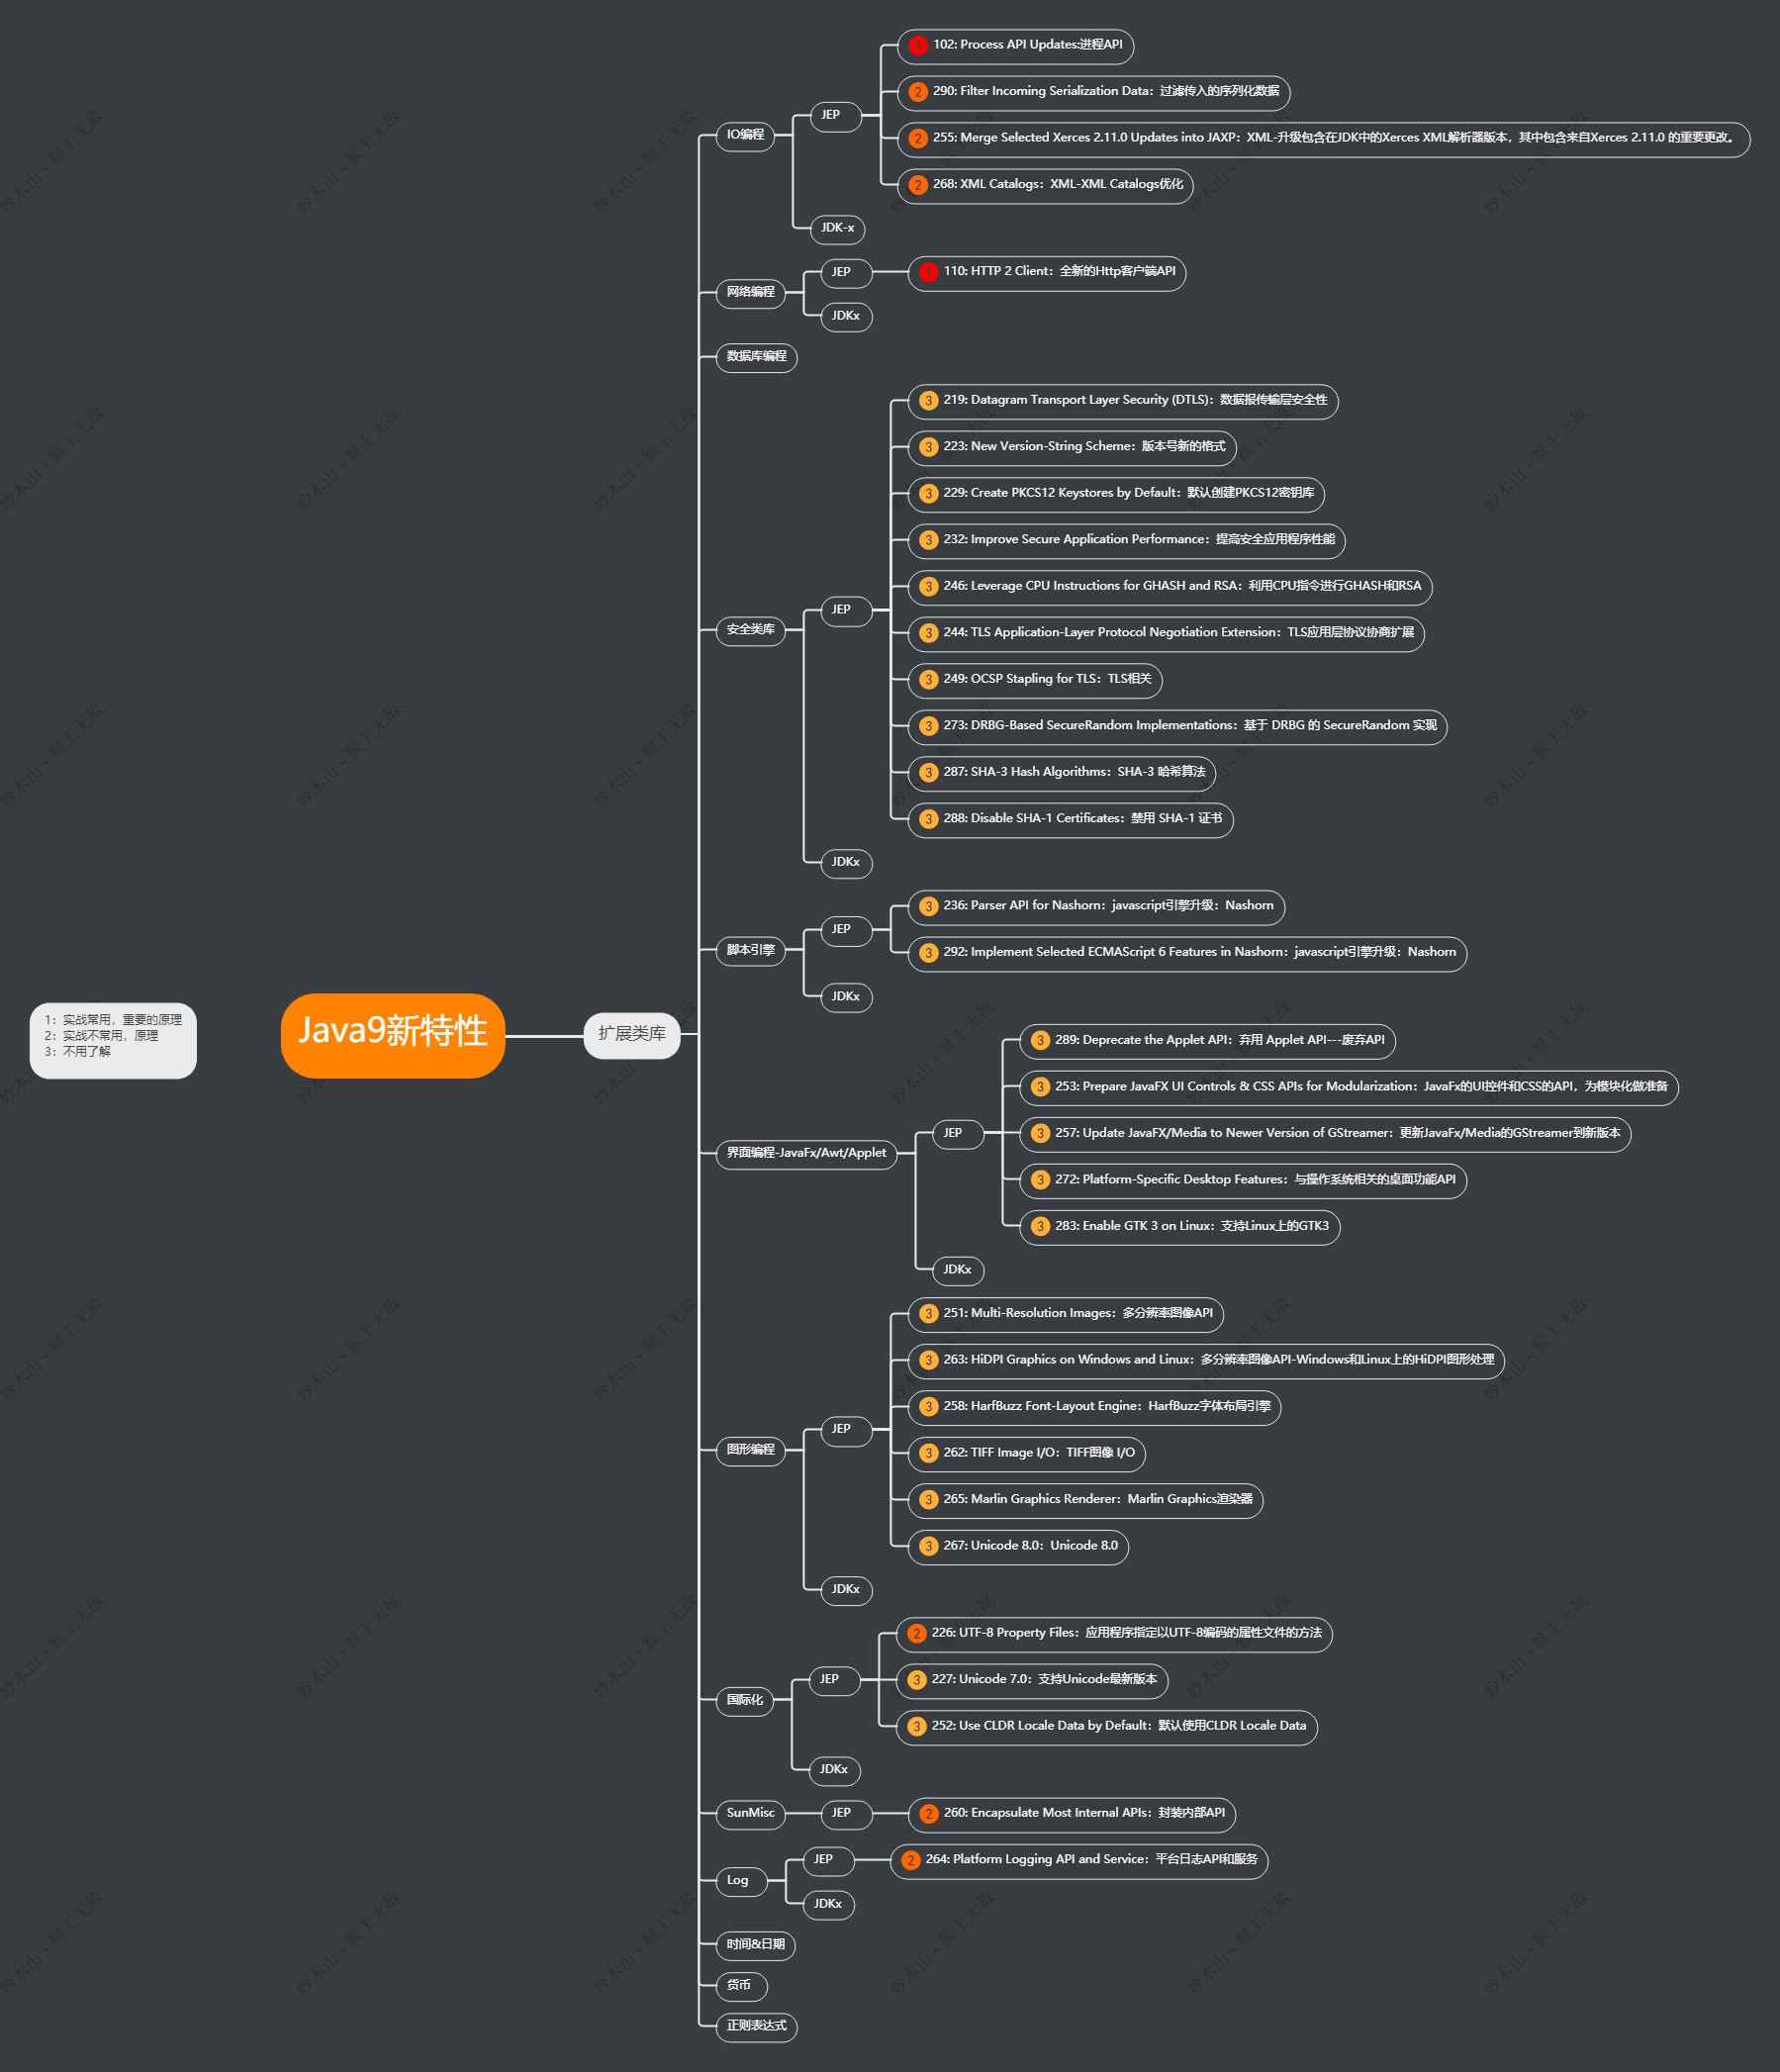 1：实战常用，重要的原理
2：实战不常用，原理
3：不用了解
Java9新特性
扩展类库
IO编程
JEP
1 102: Process API Updates:进程API
2 290: Filter Incoming Serialization Data：过滤传入的序列化数据
2 255: Merge Selected Xerces 2.11.0 Updates into JAXP：XML-升级包含在JDK中的Xerces XML解析器版本，其中包含来自Xerces 2.11.0 的重要更改。
2 268: XML Catalogs：XML-XML Catalogs优化
JDK-x
网络编程
JEP
1 110: HTTP 2 Client：全新的Http客户端API
JDKx
数据库编程
安全类库
JEP
3 219: Datagram Transport Layer Security (DTLS)：数据报传输层安全性
3 223: New Version-String Scheme：版本号新的格式
3 229: Create PKCS12 Keystores by Default：默认创建PKCS12密钥库
3 232: Improve Secure Application Performance：提高安全应用程序性能
3 246: Leverage CPU Instructions for GHASH and RSA：利用CPU指令进行GHASH和RSA
3 244: TLS Application-Layer Protocol Negotiation Extension：TLS应用层协议协商扩展
3 249: OCSP Stapling for TLS：TLS相关
3 273: DRBG-Based SecureRandom Implementations：基于 DRBG 的 SecureRandom 实现
3 287: SHA-3 Hash Algorithms：SHA-3 哈希算法
3 288: Disable SHA-1 Certificates：禁用 SHA-1 证书
JDKx
脚本引擎
JEP
3 236: Parser API for Nashorn：javascript引擎升级：Nashorn
3 292: Implement Selected ECMAScript 6 Features in Nashorn：javascript引擎升级：Nashorn
JDKx
界面编程-JavaFx/Awt/Applet
JEP
3 289: Deprecate the Applet API：弃用 Applet API---废弃API
3 253: Prepare JavaFX UI Controls & CSS APIs for Modularization：JavaFx的UI控件和CSS的API，为模块化做准备
3 257: Update JavaFX/Media to Newer Version of GStreamer：更新JavaFx/Media的GStreamer到新版本
3 272: Platform-Specific Desktop Features：与操作系统相关的桌面功能API
3 283: Enable GTK 3 on Linux：支持Linux上的GTK3
JDKx
图形编程
JEP
3 251: Multi-Resolution Images：多分辨率图像API
3 263: HiDPI Graphics on Windows and Linux：多分辨率图像API-Windows和Linux上的HiDPI图形处理
3 258: HarfBuzz Font-Layout Engine：HarfBuzz字体布局引擎
3 262: TIFF Image I/O：TIFF图像 I/O
3 265: Marlin Graphics Renderer：Marlin Graphics渲染器
3 267: Unicode 8.0：Unicode 8.0
JDKx
国际化
JEP
2 226: UTF-8 Property Files：应用程序指定以UTF-8编码的属性文件的方法
3 227: Unicode 7.0：支持Unicode最新版本
3 252: Use CLDR Locale Data by Default：默认使用CLDR Locale Data
JDKx
SunMisc
JEP
2 260: Encapsulate Most Internal APIs：封装内部API
Log
JEP
2 264: Platform Logging API and Service：平台日志API和服务
JDKx
时间&日期
货币
正则表达式
妙木山 - 猴王无敌